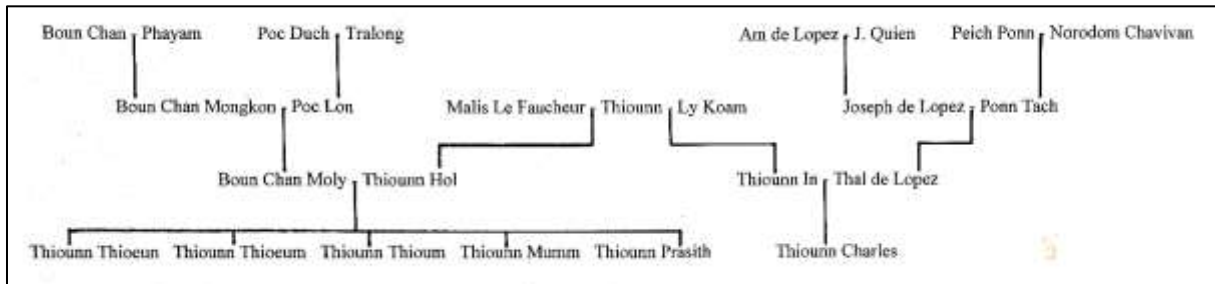 Boun Chan Phayam Poc Duch Tralong Am de Lopez J. Quien Peich Ponn Norodom Chavivan
Boun Chan Mongkon Poc Lon Malis Le Faucheur Thiounn Ly Koam Joseph de Lopez Ponn Tach
Boun Chan Moly Thiounn Hol Thiounn In Thal de Lopez
Thiounn Thioeun Thiounn Thioeum Thiounn Thioum Thiounn Mumm Thiounn Prasith Thiounn Charles